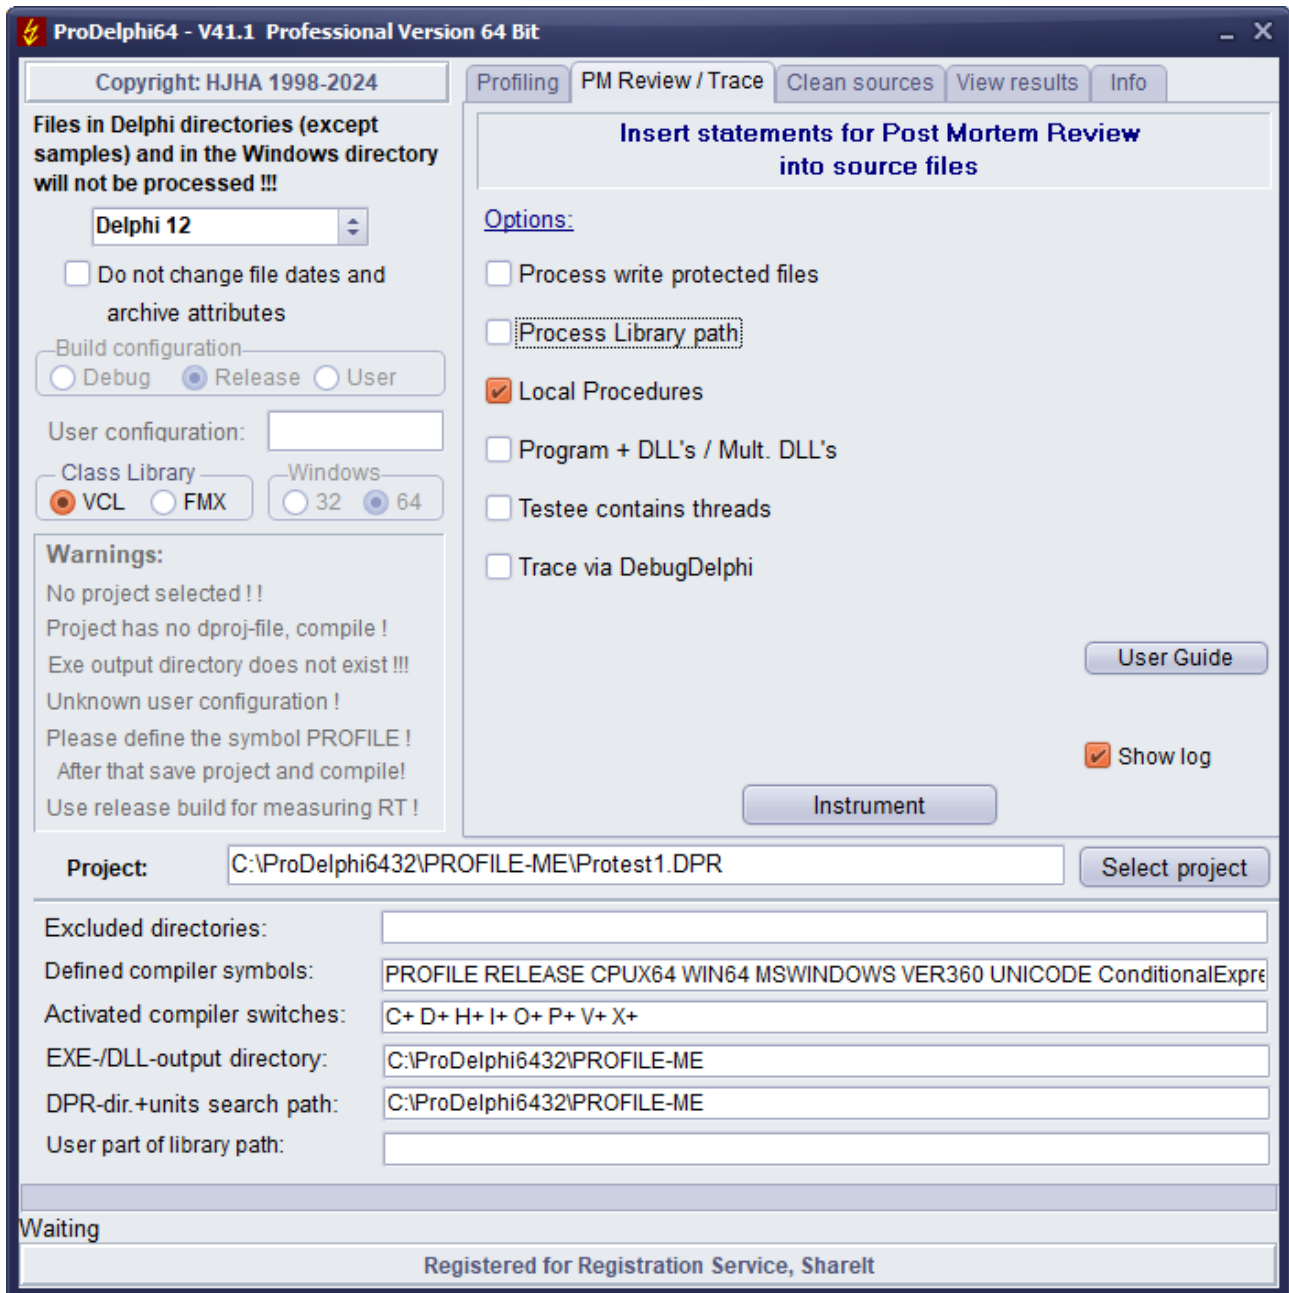 ProDelphi64 - V41.1 Professional Version 64 Bit
Copyright: HJHA 1998-2024
Files in Delphi directories (except
samples) and in the Windows directory
will not be processed !!!
Delphi 12
Do not change file dates and
archive attributes
Build configuration
Debug Release User
User configuration:
Class Library
VCL FMX
Windows
32 64
Warnings:
No project selected ! !
Project has no dproj-file, compile !
Exe output directory does not exist !!!
Unknown user configuration !
Please define the symbol PROFILE !
After that save project and compile!
Use release build for measuring RT !
Profiling PM Review / Trace Clean sources View results Info
Insert statements for Post Mortem Review
into source files
Options:
Process write protected files
Process Library path
Local Procedures
Program + DLL's / Mult. DLL's
Testee contains threads
Trace via DebugDelphi
User Guide
Show log
Instrument
Project: C:\ProDelphi6432\PROFILE-ME\Protest1.DPR Select project
Excluded directories:
Defined compiler symbols: PROFILE RELEASE CPUX64 WIN64 MSWINDOWS VER360 UNICODE ConditionalExpre
Activated compiler switches: C+ D+ H+ I+ O+ P+ V+ X+
EXE-/DLL-output directory: C:\ProDelphi6432\PROFILE-ME
DPR-dir.+units search path: C:\ProDelphi6432\PROFILE-ME
User part of library path:
Waiting
Registered for Registration Service, ShareIt